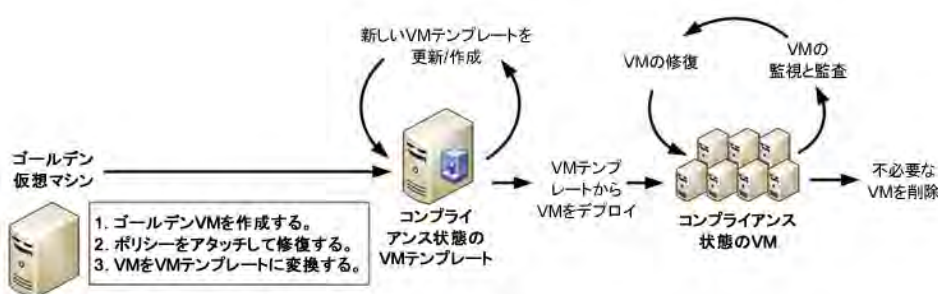 新しいVMテンプレートを
更新/作成
VMの修復
VMの
監視と監査
ゴールデン
仮想マシン
1. ゴールデンVMを作成する。
2. ポリシーをアタッチして修復する。
3. VMをVMテンプレートに変換する。
コンプライ
アンス状態の
VMテンプレート
VMテンプ
レートから
VMをデプロイ
コンプライアンス
状態のVM
不必要な
VMを削除